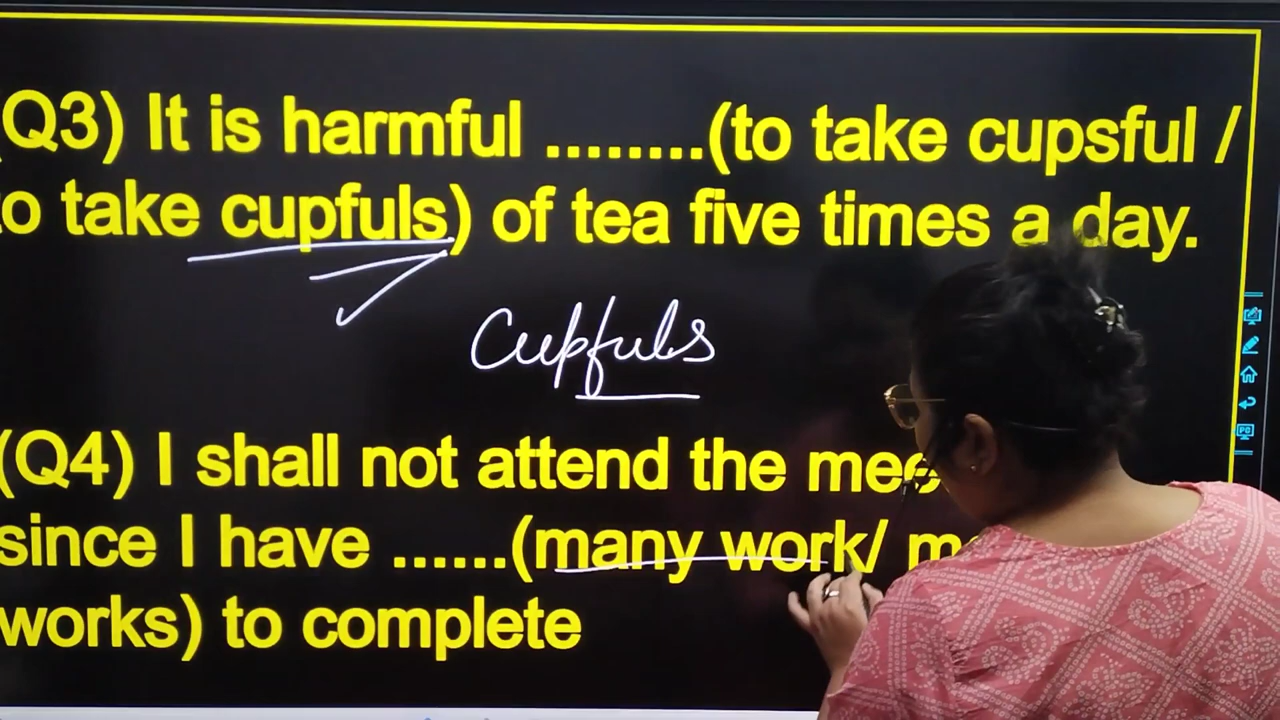 (Q3) It is harmful ........(to take cupsful /
to take cupfuls) of tea five times a day.
Cupfuls
(Q4) I shall not attend the mee
since I have ......(many work/ m
works) to complete